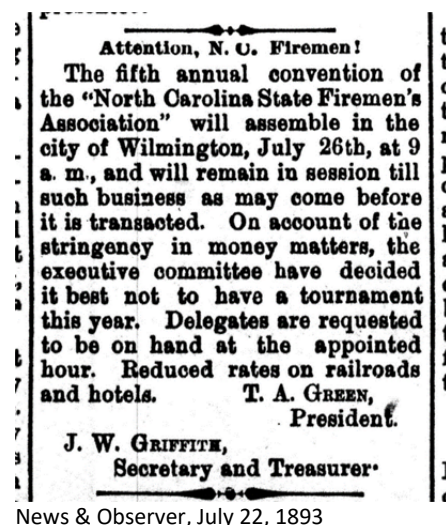 Attention, N. C. Firemen!
The fifth annual convention of
the "North Carolina State Firemen's
Association" will assemble in the
city of Wilmington, July 26th, at 9
a. m., and will remain in session till
such business as may come before
it is transacted. On account of the
stringency in money matters, the
executive committee have decided
it best not to have a tournament
this year. Delegates are requested
to be on hand at the appointed
hour. Reduced rates on railroads
and hotels. T. A. GREEN,
President.
J. W. GRIFFITH,
Secretary and Treasurer.
News & Observer, July 22, 1893